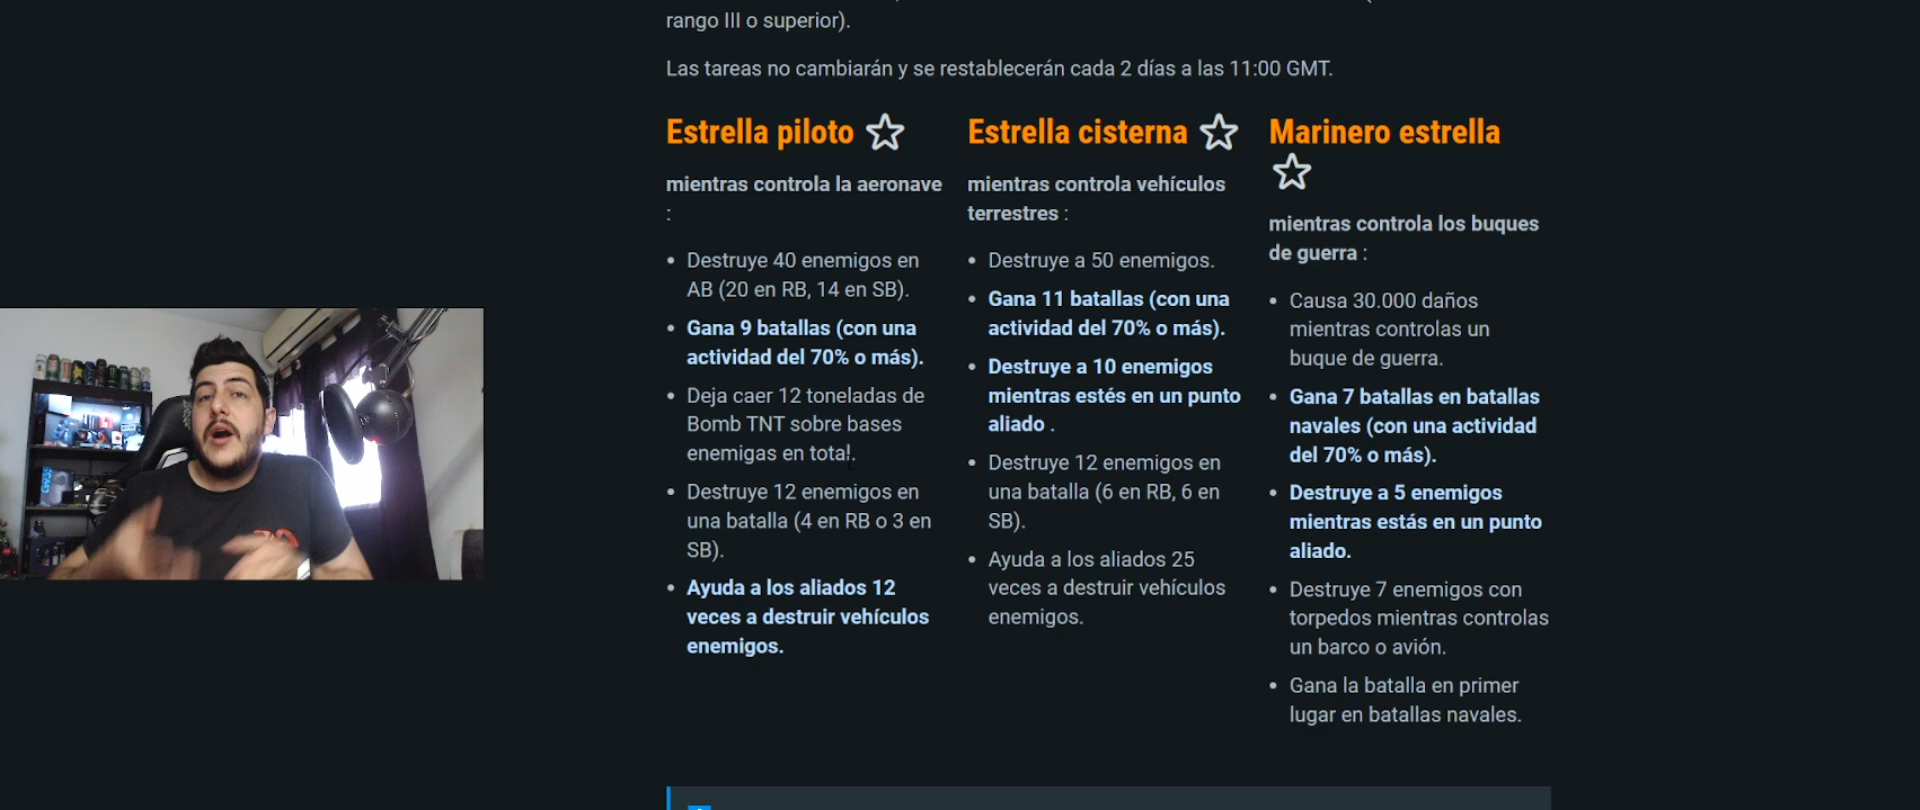 rango III o superior).
Las tareas no cambiarán y se restablecerán cada 2 días a las 11:00 GMT.
Estrella piloto
mientras controla la aeronave
:
• Destruye 40 enemigos en
AB (20 en RB, 14 en SB).
• Gana 9 batallas (con una
actividad del 70% o más).
• Deja caer 12 toneladas de
Bomb TNT sobre bases
enemigas en total.
• Destruye 12 enemigos en
una batalla (4 en RB o 3 en
SB).
• Ayuda a los aliados 12
veces a destruir vehículos
enemigos.
Estrella cisterna
mientras controla vehículos
terrestres :
• Destruye a 50 enemigos.
• Gana 11 batallas (con una
actividad del 70% o más).
• Destruye a 10 enemigos
mientras estés en un punto
aliado .
• Destruye 12 enemigos en
una batalla (6 en RB, 6 en
SB).
• Ayuda a los aliados 25
veces a destruir vehículos
enemigos.
Marinero estrella
mientras controla los buques
de guerra :
• Causa 30.000 daños
mientras controlas un
buque de guerra.
• Gana 7 batallas en batallas
navales (con una actividad
del 70% o más).
• Destruye a 5 enemigos
mientras estás en un punto
aliado.
• Destruye 7 enemigos con
torpedos mientras controlas
un barco o avión.
• Gana la batalla en primer
lugar en batallas navales.
G935